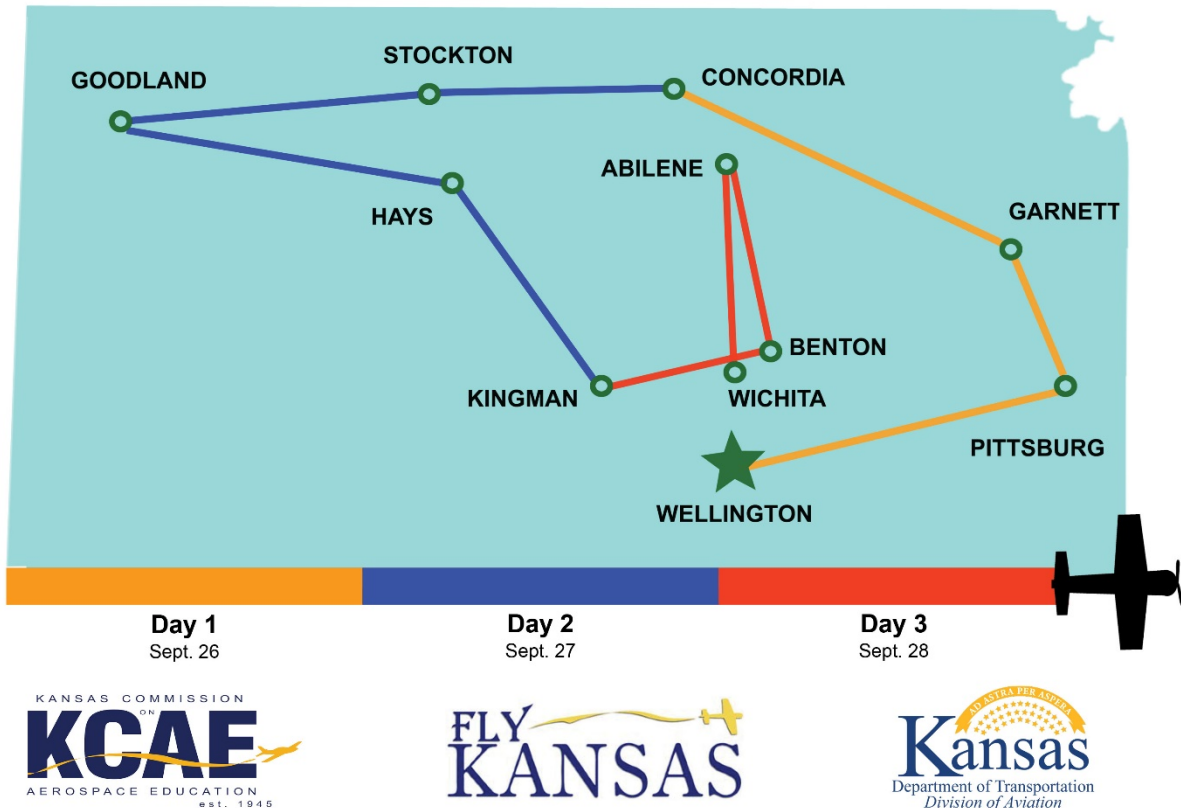 GOODLAND
STOCKTON
CONCORDIA
ABILENE
HAYS
GARNETT
BENTON
KINGMAN
WICHITA
PITTSBURG
WELLINGTON
Day 1
Sept. 26
Day 2
Sept. 27
Day 3
Sept. 28
KANSAS COMMISSION
ON
KCAE
AEROSPACE EDUCATION
est. 1945
FLY
KANSAS
AD ASTRA PER ASPERA
Kansas
Department of Transportation
Division of Aviation